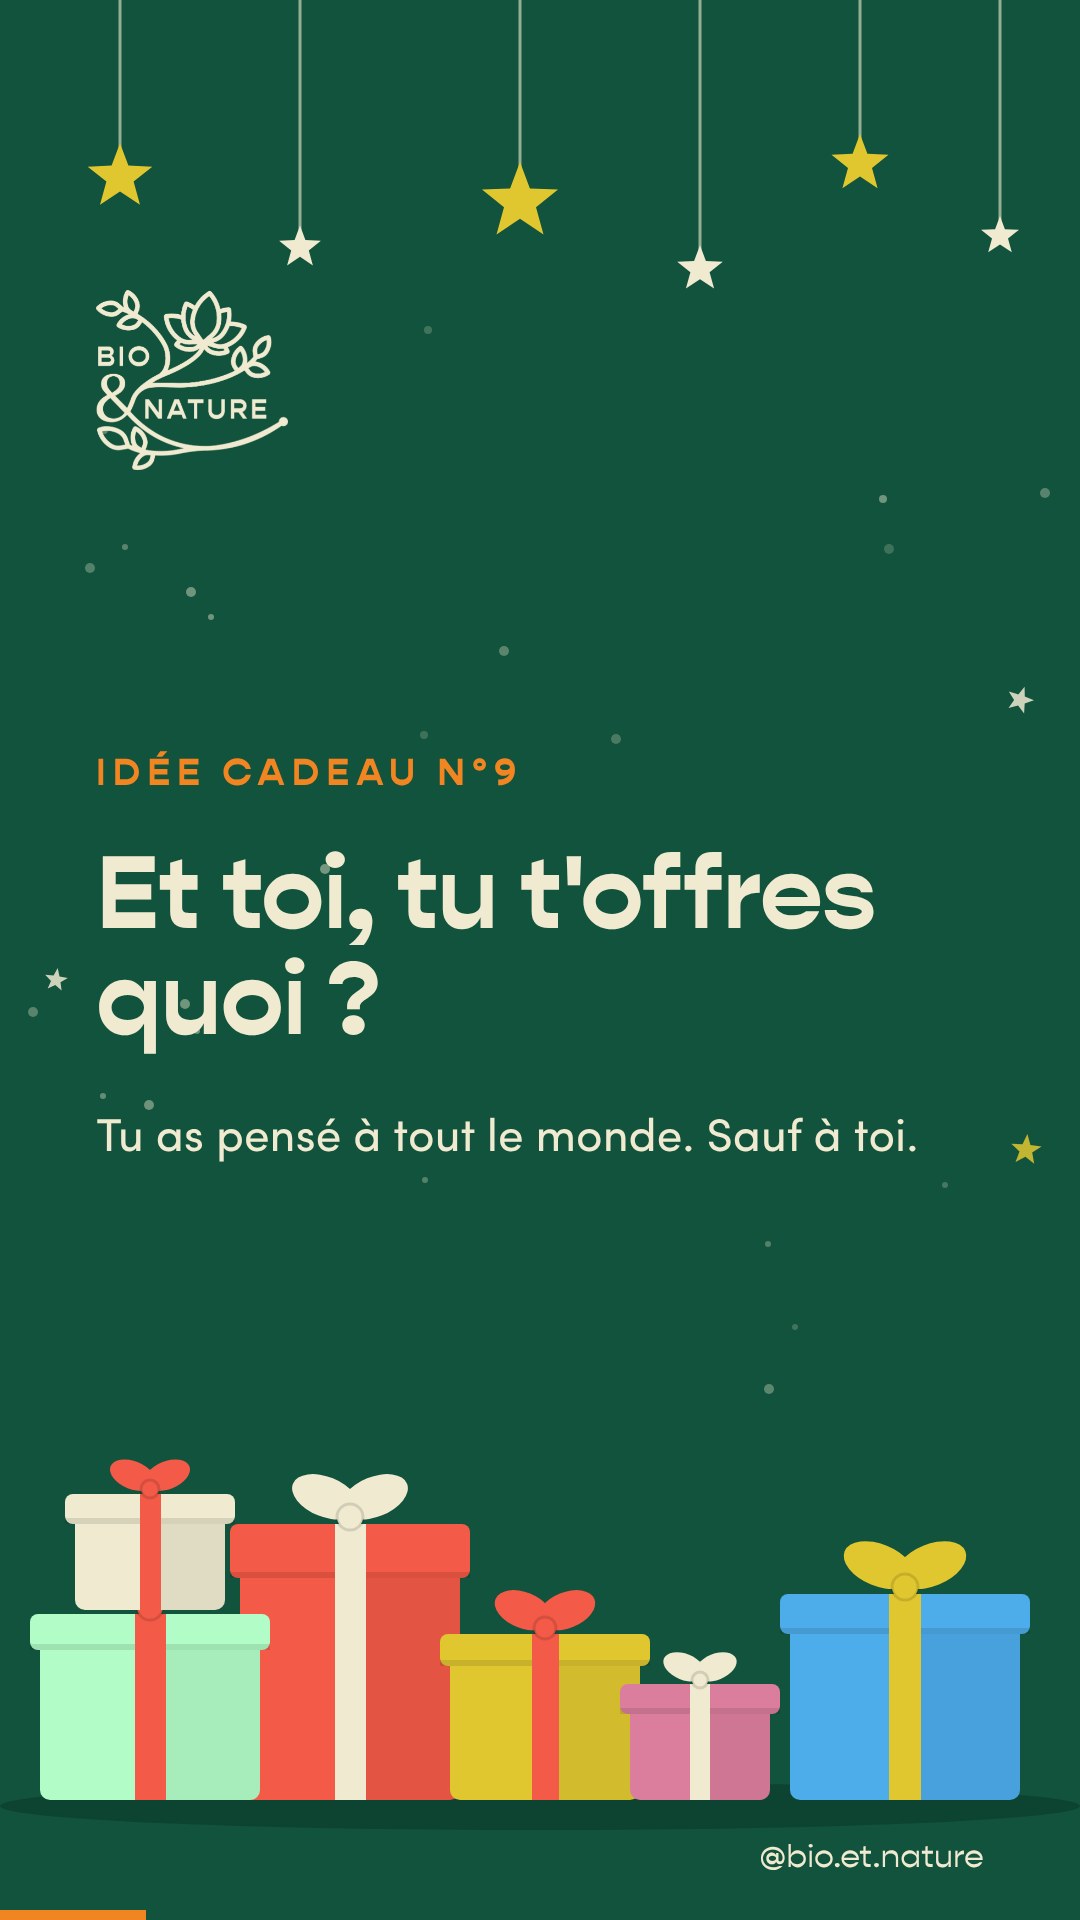 BIO
&
NATURE
IDÉE CADEAU N°9
Et toi, tu t'offres
quoi ?
Tu as pensé à tout le monde. Sauf à toi.
@bio.et.nature